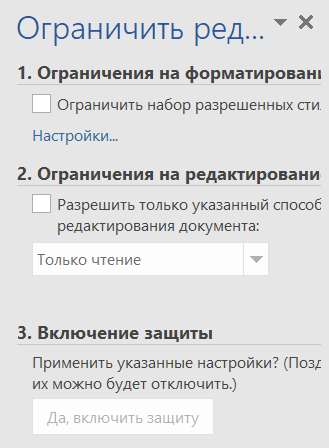 Ограничить ред...
1. Ограничения на форматировани
Ограничить набор разрешенных сти
Настройки...
2. Ограничения на редактирование
Разрешить только указанный способ
редактирования документа:
Только чтение
3. Включение защиты
Применить указанные настройки? (Позд
их можно будет отключить.)
Да, включить защиту